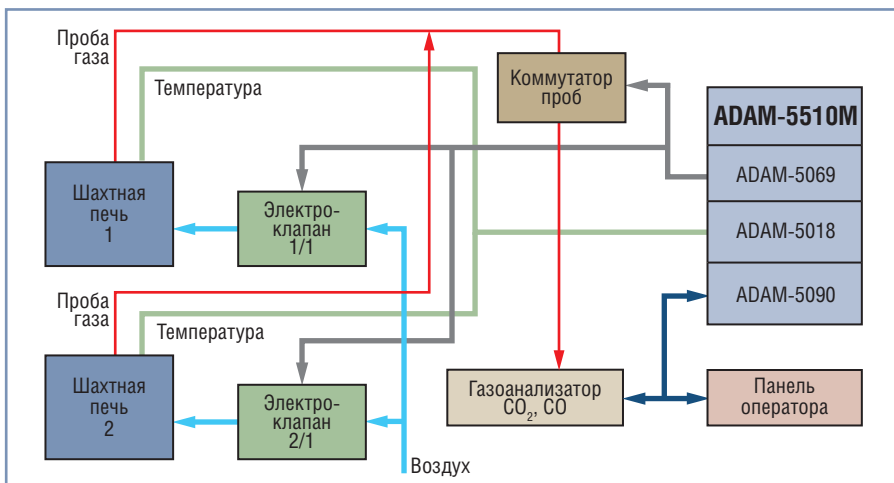 Проба
газа
Температура
Коммутатор
проб
ADAM-5510M
ADAM-5069
ADAM-5018
ADAM-5090
Шахтная
печь
1
Электро-
клапан
1/1
Проба
газа
Температура
Шахтная
печь
2
Электро-
клапан
2/1
Газоанализатор
CO₂, CO
Панель
оператора
Воздух